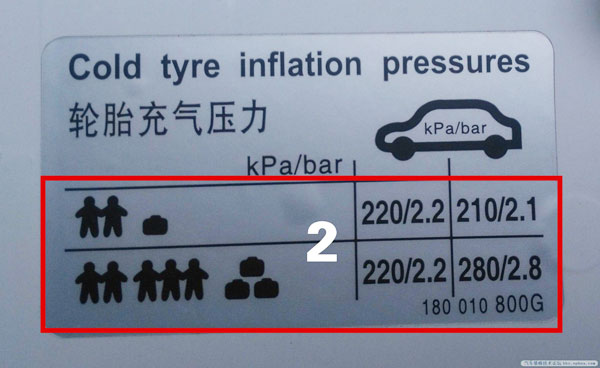 Cold tyre inflation pressures
轮胎充气压力
kPa/bar
kPa/bar
220/2.2 210/2.1
2
220/2.2 280/2.8
180 010 800G